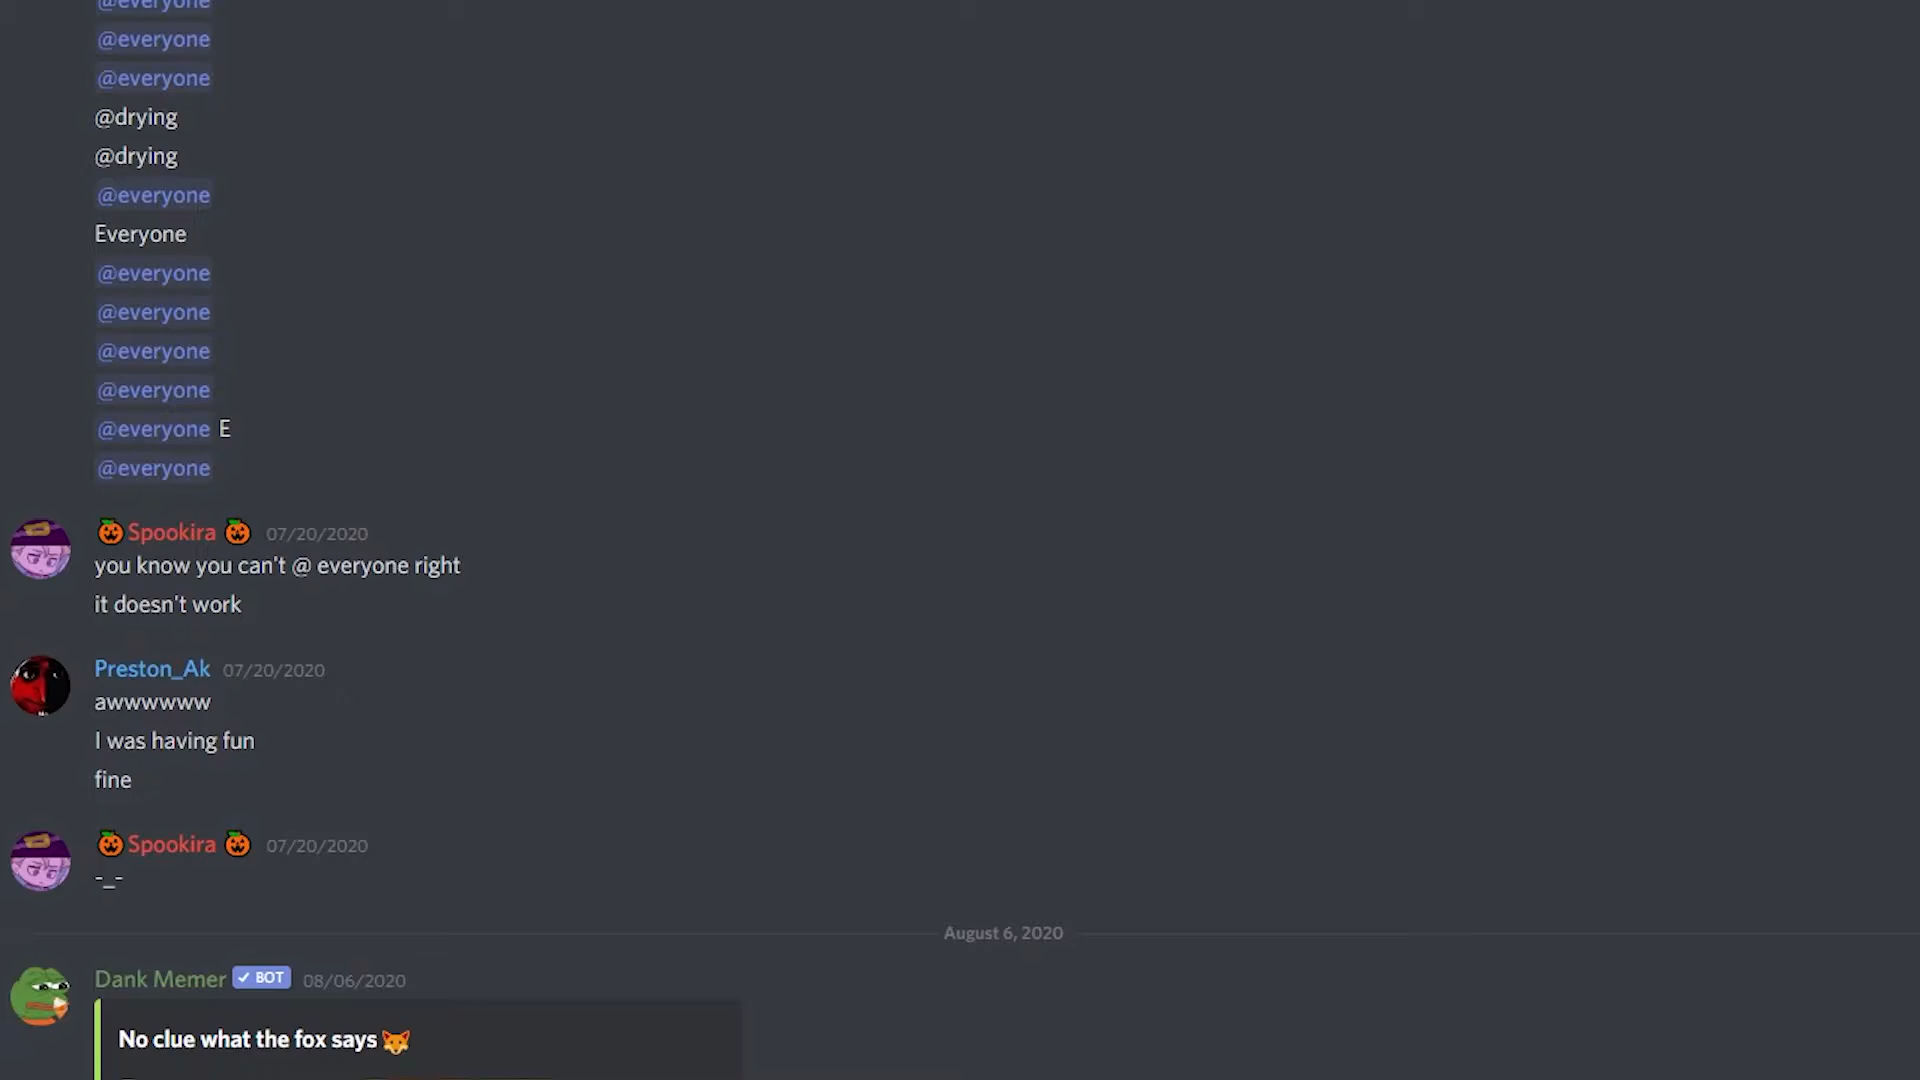 @everyone
@everyone
@everyone
@drying
@drying
@everyone
Everyone
@everyone
@everyone
@everyone
@everyone
@everyone E
@everyone
🎃Spookira 🎃 07/20/2020
you know you can't @ everyone right
it doesn't work
Preston_Ak 07/20/2020
awwwwww
I was having fun
fine
🎃Spookira 🎃 07/20/2020
-_-
August 6, 2020
Dank Memer ✓ BOT 08/06/2020
No clue what the fox says 🦊